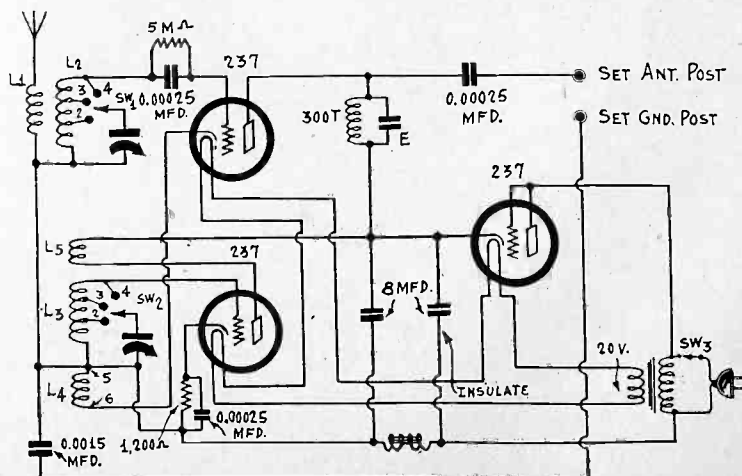 5 M Ω
237
L1
L2
4
3
2
SW1
0.00025
MFD.
300T
E
0.00025
MFD.
SET ANT. POST
SET GND. POST
237
L5
237
L3
4
3
2
SW2
8 MFD.
L4
5
6
INSULATE
20V.
SW3
0.0015
MFD.
1,200Ω
0.00025
MFD.